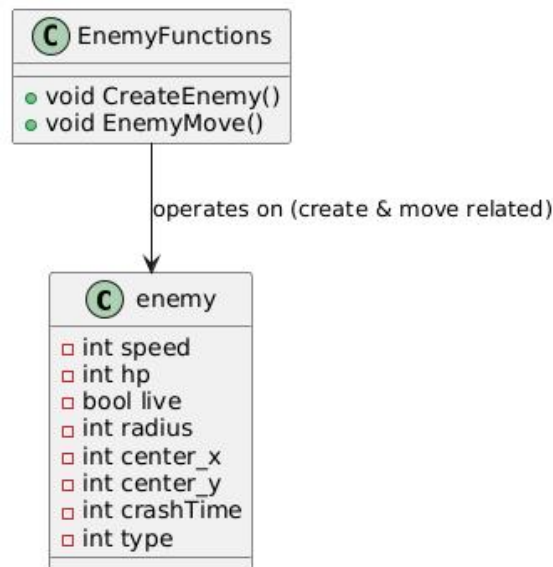 C EnemyFunctions
void CreateEnemy()
void EnemyMove()
operates on (create & move related)
C enemy
int speed
int hp
bool live
int radius
int center_x
int center_y
int crashTime
int type